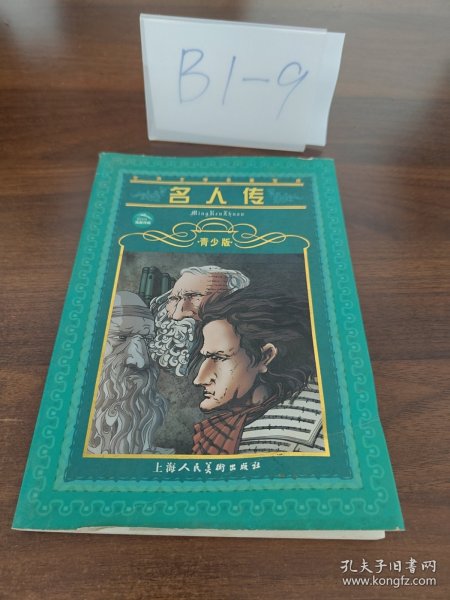 B1-9
名人传
MingRenZhuan
·青少版·
上海人民美術出版社
孔夫子旧书网
www.kongfz.com